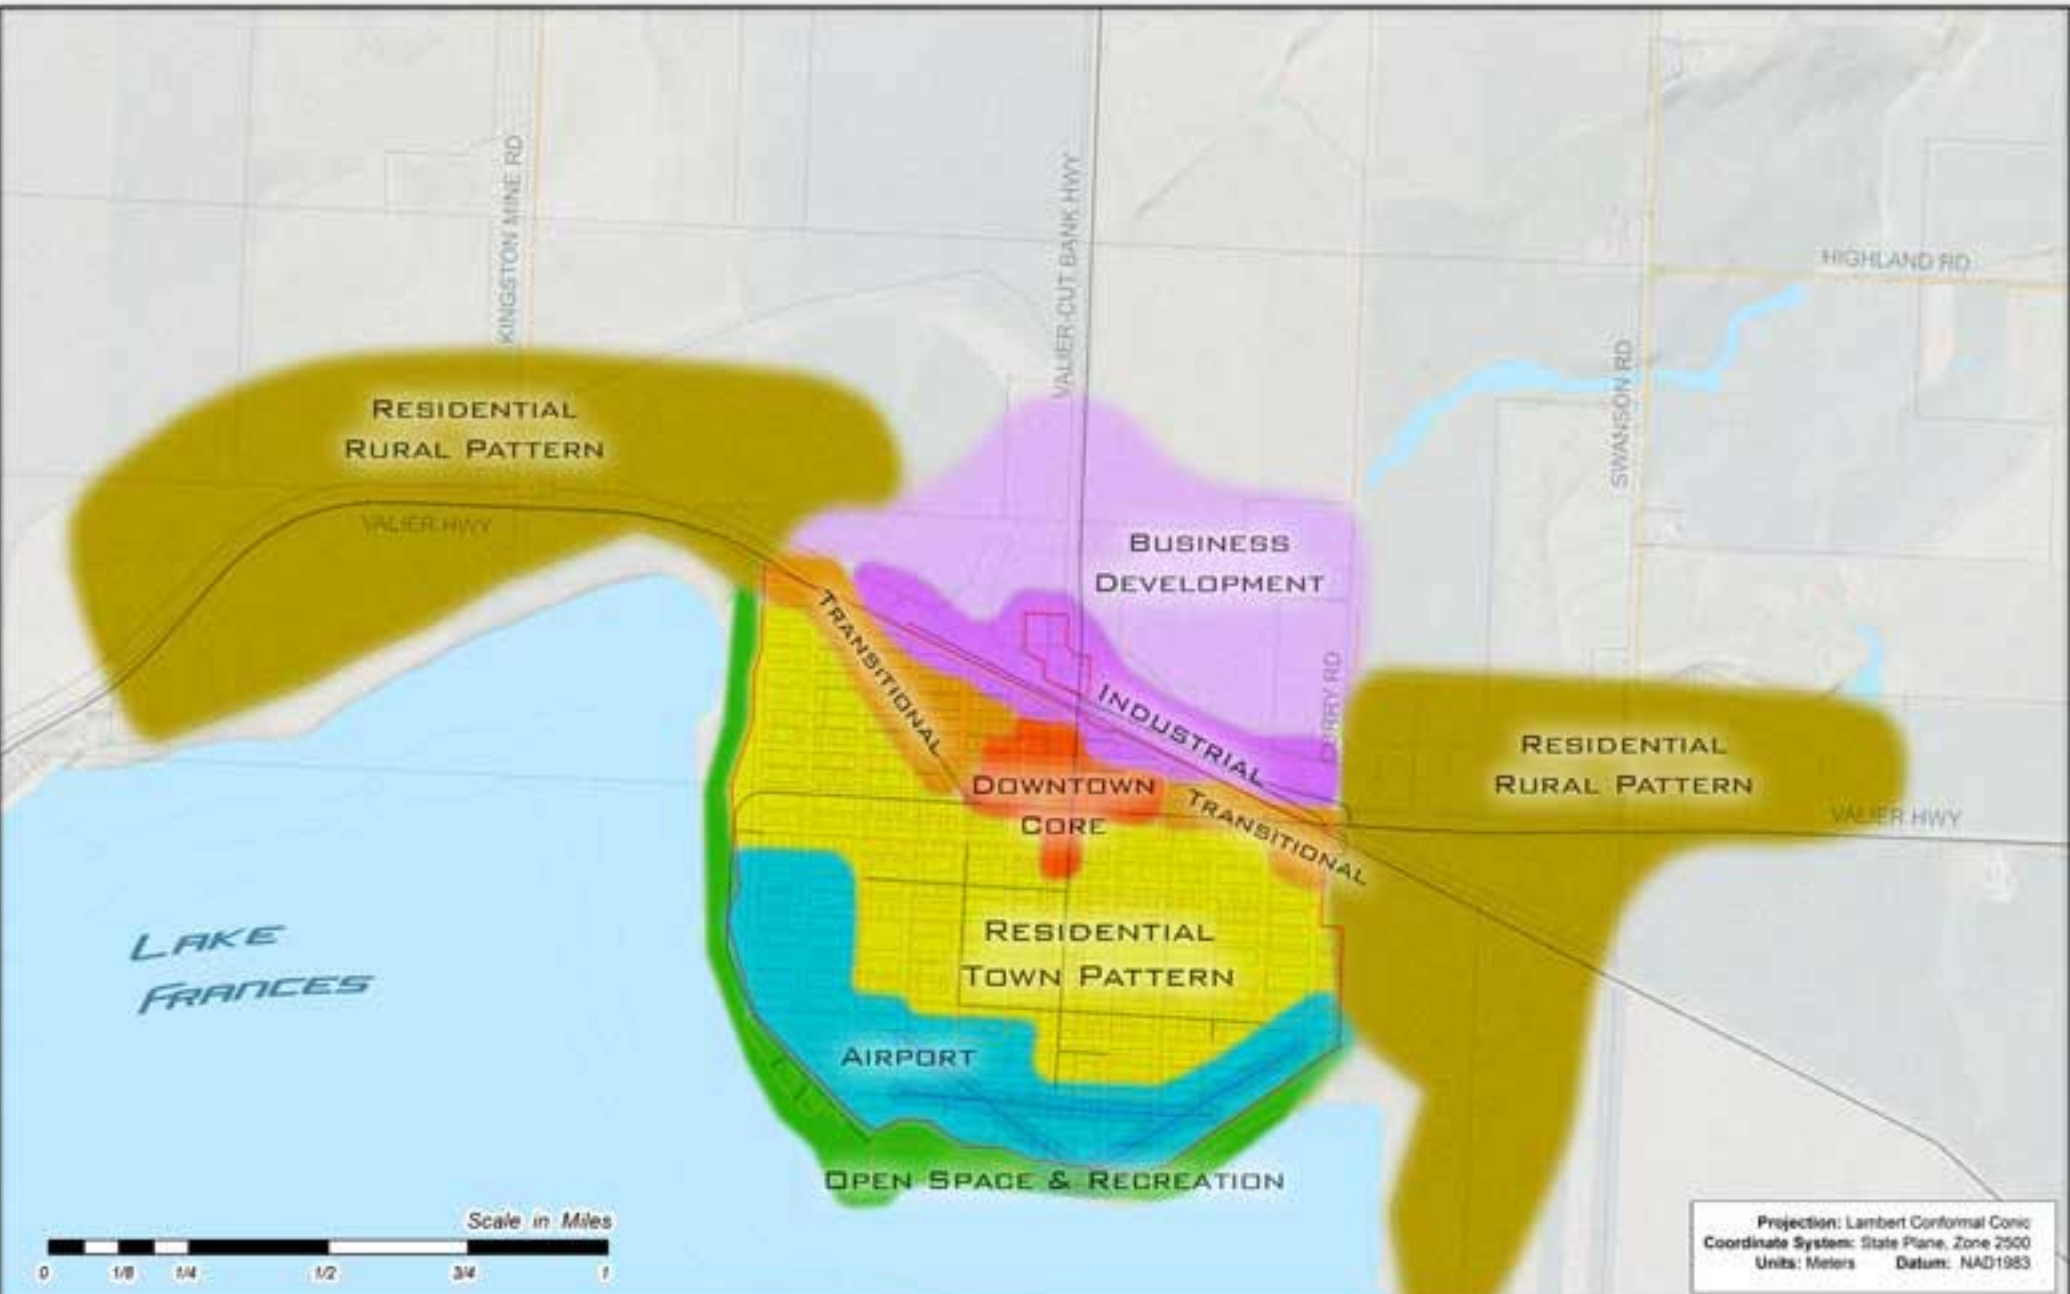 KINGSTON MINE RD
VALIER-CUT BANK HWY
HIGHLAND RD
SWANSON RD
RESIDENTIAL
RURAL PATTERN
VALIER HWY
BUSINESS
DEVELOPMENT
TRANSITIONAL
INDUSTRIAL
RESIDENTIAL
RURAL PATTERN
DOWNTOWN
CORE
TRANSITIONAL
VALIER HWY
LAKE
FRANCES
RESIDENTIAL
TOWN PATTERN
AIRPORT
OPEN SPACE & RECREATION
Scale in Miles
0 1/8 1/4 1/2 3/4 1
Projection: Lambert Conformal Conic
Coordinate System: State Plane, Zone 2500
Units: Meters Datum: NAD1983